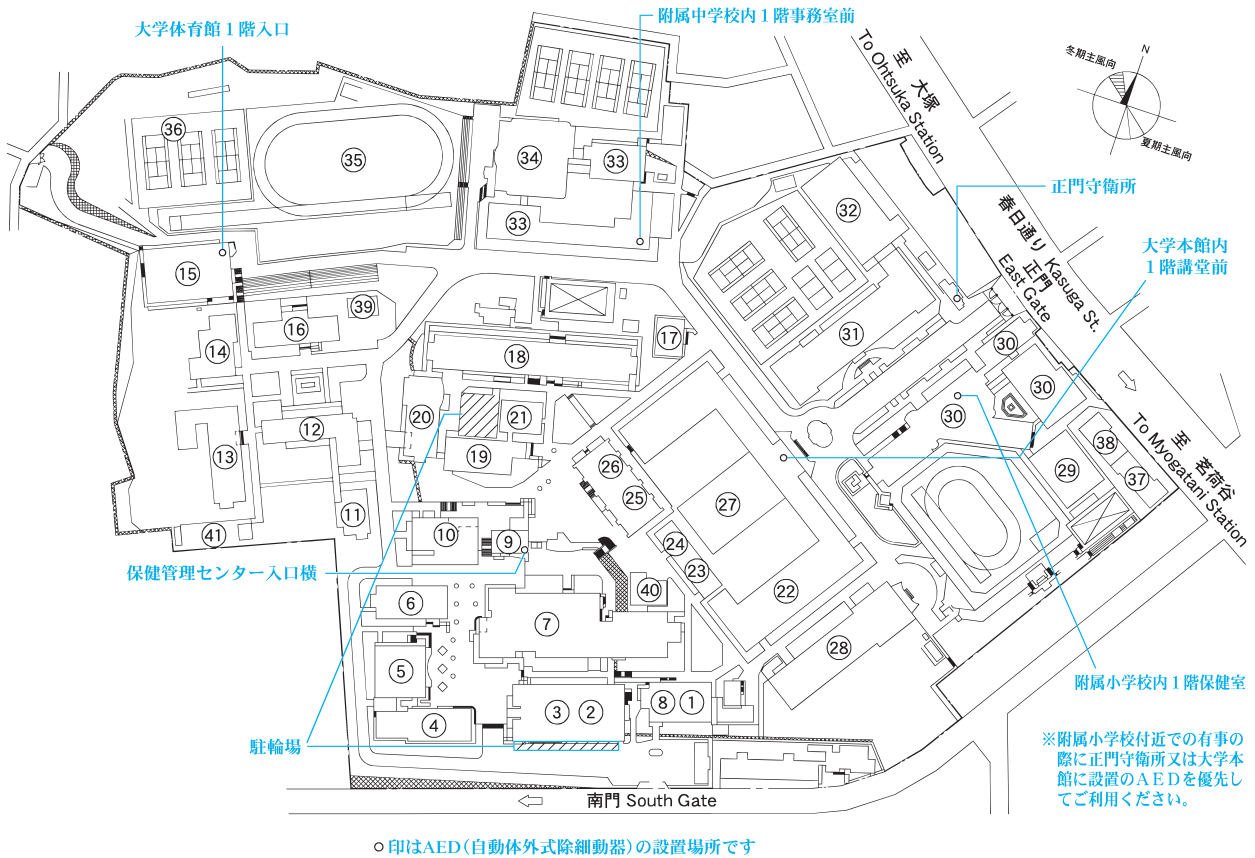 大学体育館１階入口
附属中学校内１階事務室前
至 大塚
To Ohtsuka Station
冬期主風向
N
夏期主風向
正門守衛所
春日通り Kasuga St.
正門
East Gate
大学本館内
１階講堂前
36
35
34
33
33
32
15
39
16
14
17
18
31
30
30
30
20
21
12
13
19
26
25
27
29
38
37
至 茗荷谷
To Myogatani Station
11
41
10
9
24
23
22
40
保健管理センター入口横
6
7
5
28
3
2
8
1
4
附属小学校内１階保健室
駐輪場
※附属小学校付近での有事の
際に正門守衛所又は大学本
館に設置のＡＥＤを優先し
てご利用ください。
南門 South Gate
○印はAED（自動体外式除細動器）の設置場所です